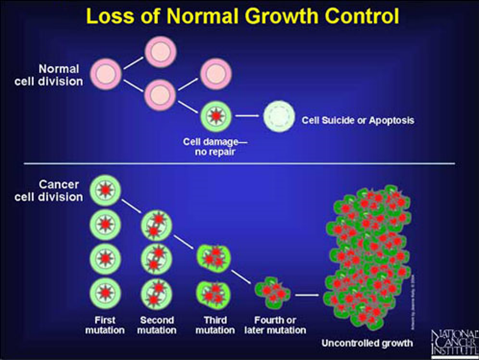 Loss of Normal Growth Control
Normal
cell division
Cell damage—
no repair
Cell Suicide or Apoptosis
Cancer
cell division
First
mutation
Second
mutation
Third
mutation
Fourth or
later mutation
Uncontrolled growth
NATIONAL
CANCER
INSTITUTE